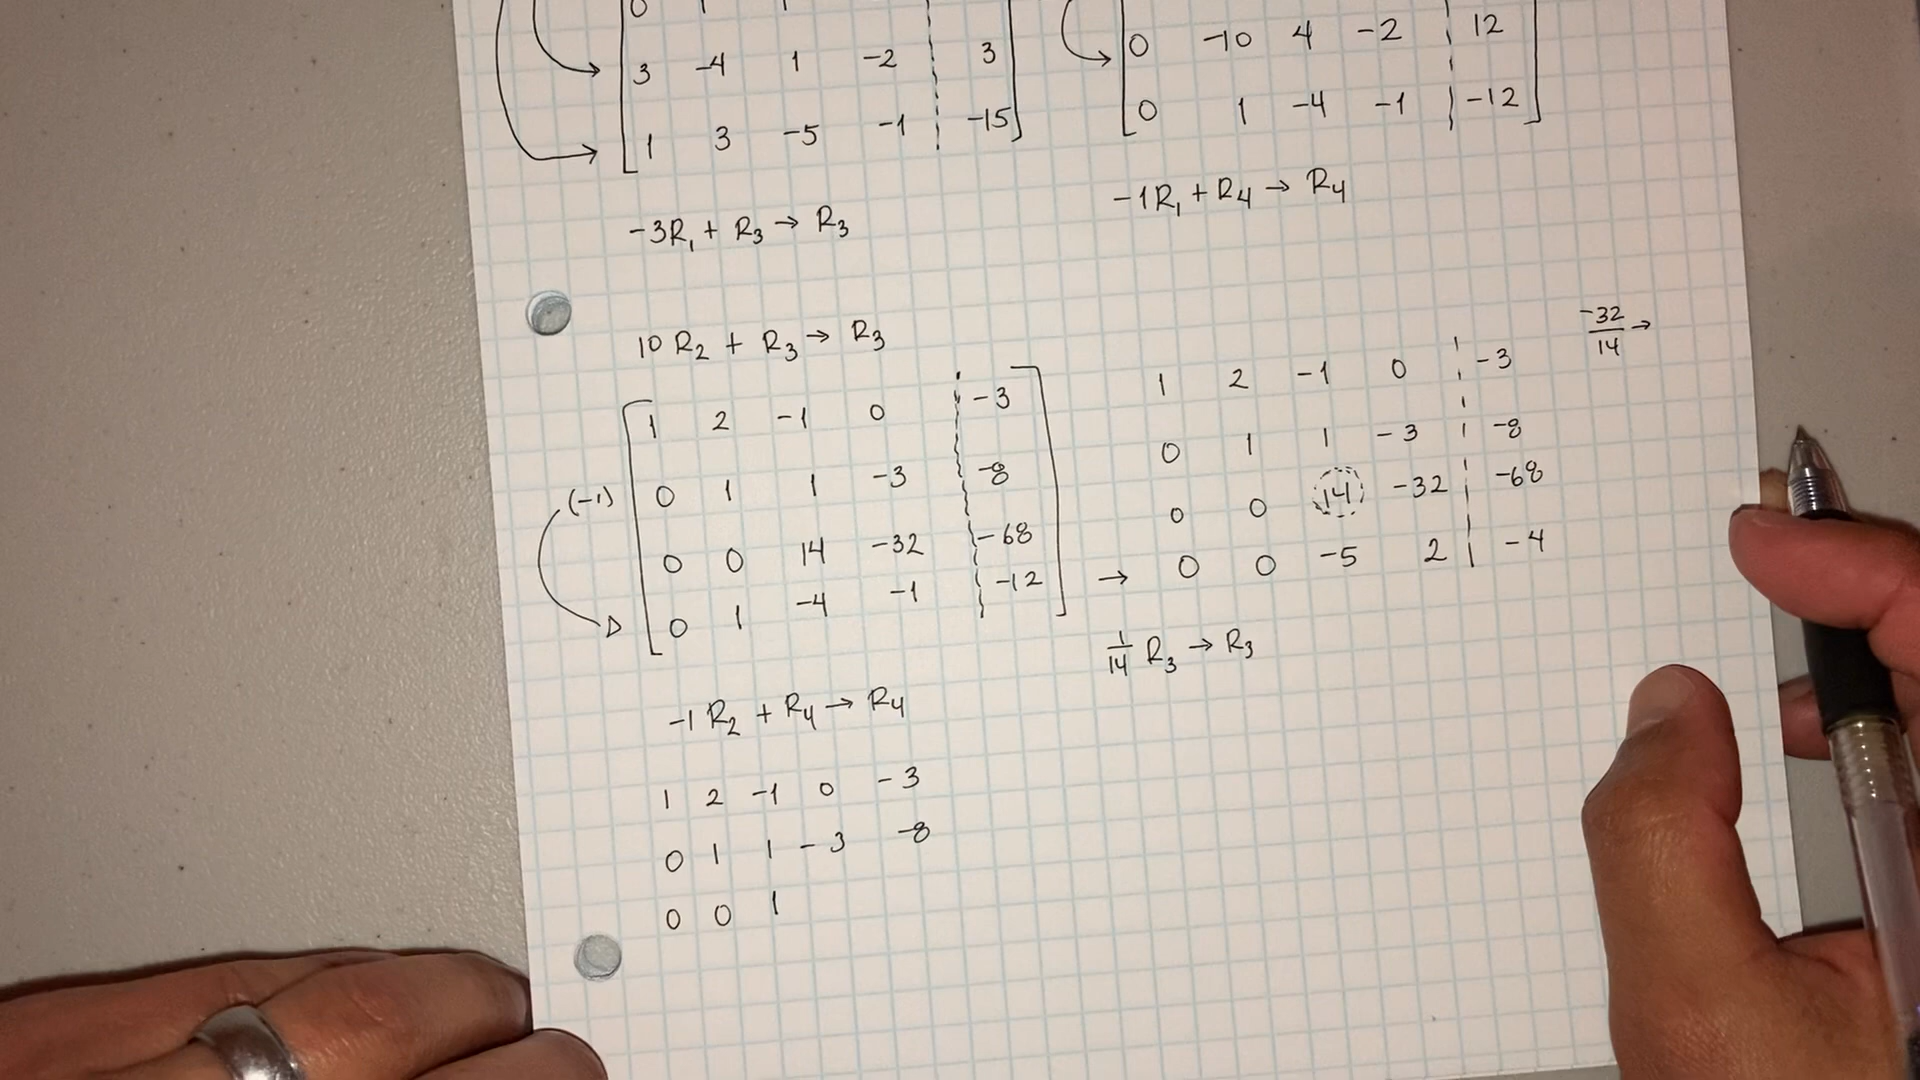 3 -4 1 -2 3
1 3 -5 -1 -15
-3R₁ + R₃ → R₃
0 -10 4 -2 12
0 1 -4 -1 -12
-1R₁ + R₄ → R₄
10 R₂ + R₃ → R₃
1 2 -1 0 -3
(-1) 0 1 1 -3 -8
0 0 14 -32 -68
0 1 -4 -1 -12
-1 R₂ + R₄ → R₄
1 2 -1 0 -3
0 1 1 -3 -8
0 0 14 -32 -68
→ 0 0 -5 2 -4
1/14 R₃ → R₃
-32/14 →
1 2 -1 0 -3
0 1 1 -3 -8
0 0 1